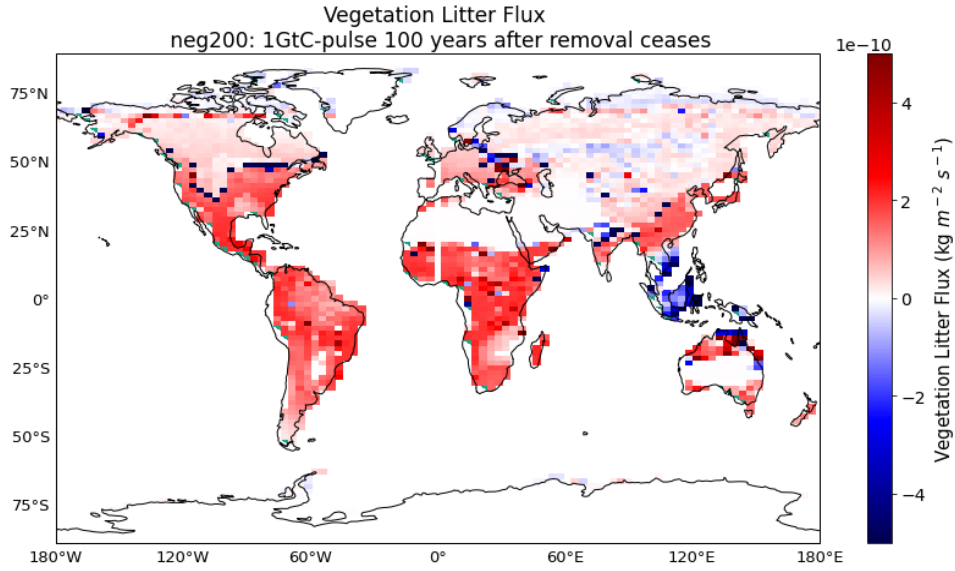 Vegetation Litter Flux
neg200: 1GtC-pulse 100 years after removal ceases
1e−10
75°N
50°N
25°N
0°
25°S
50°S
75°S
180°W
120°W
60°W
0°
60°E
120°E
180°E
4
2
0
−2
−4
Vegetation Litter Flux (kg m⁻² s⁻¹)